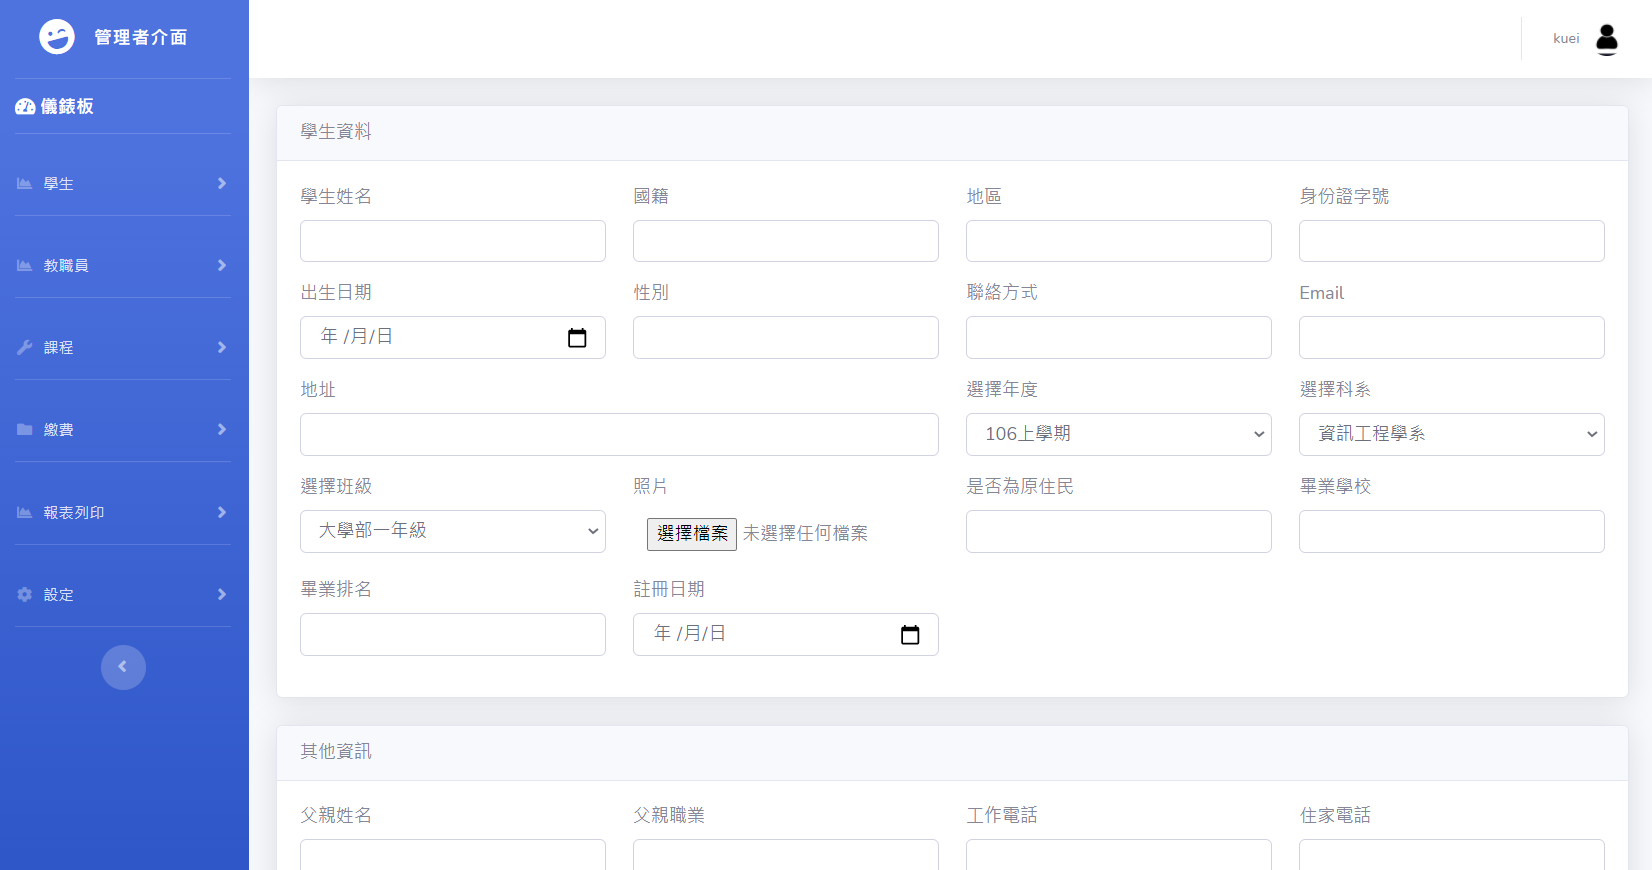 管理者介面
kuei
儀錶板
學生
教職員
課程
繳費
報表列印
設定
學生資料
學生姓名 國籍 地區 身份證字號
出生日期 性別 聯絡方式 Email
年 /月/日
地址 選擇年度 選擇科系
106上學期 資訊工程學系
選擇班級 照片 是否為原住民 畢業學校
大學部一年級 選擇檔案 未選擇任何檔案
畢業排名 註冊日期
年 /月/日
其他資訊
父親姓名 父親職業 工作電話 住家電話